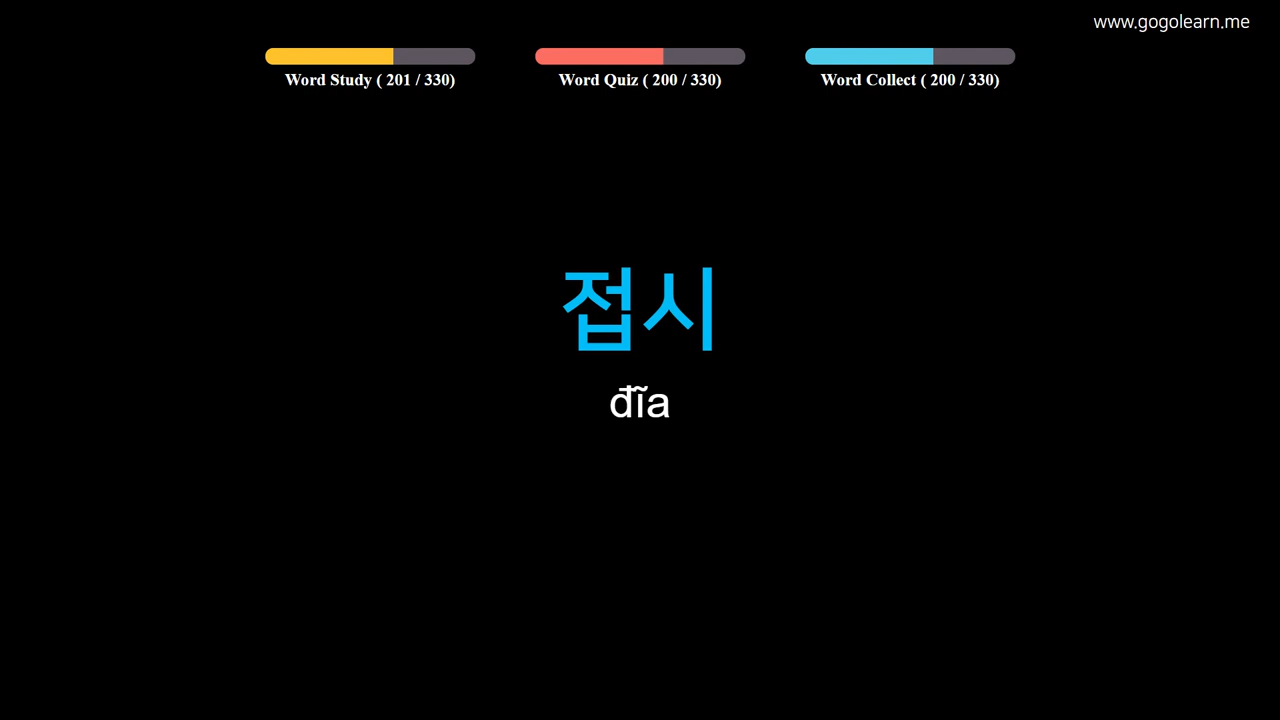 www.gogolearn.me
Word Study ( 201 / 330)
Word Quiz ( 200 / 330)
Word Collect ( 200 / 330)
접시
đĩa